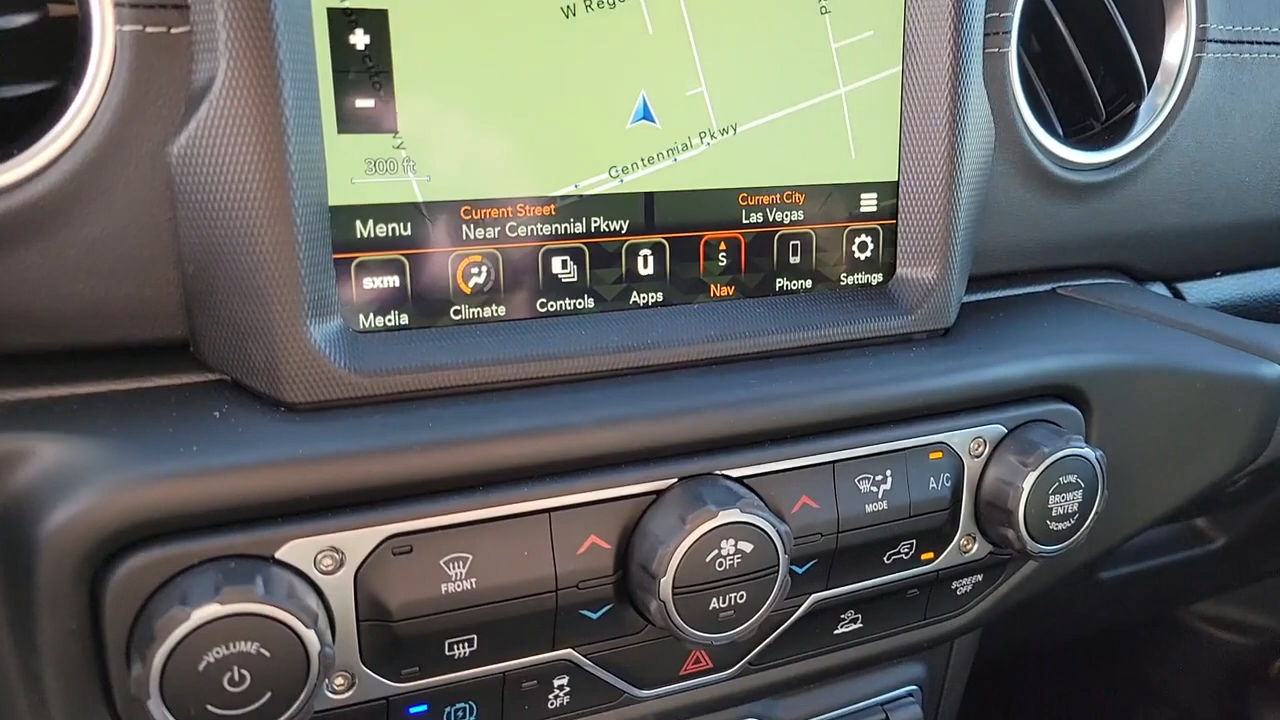 W Rege
Centennial Pkwy
300 ft
Menu
Current Street
Near Centennial Pkwy
Current City
Las Vegas
sxm
Media
Climate
Controls
ū
Apps
S
Nav
Phone
Settings
FRONT
OFF
AUTO
MODE
A/C
TUNE
BROWSE
ENTER
SCROLL
VOLUME
OFF
SCREEN
OFF